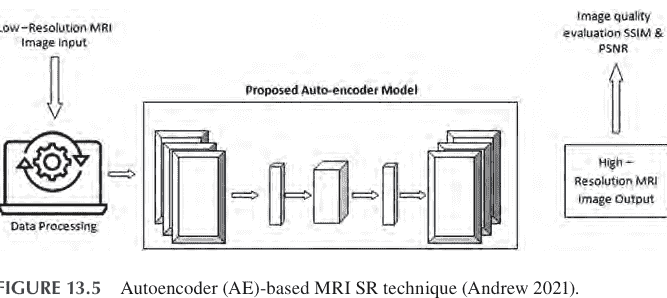 Low-Resolution MRI
Image Input
Image quality
evaluation SSIM &
PSNR
Proposed Auto-encoder Model
High -
Resolution MRI
Image Output
Data Processing
FIGURE 13.5 Autoencoder (AE)-based MRI SR technique (Andrew 2021).